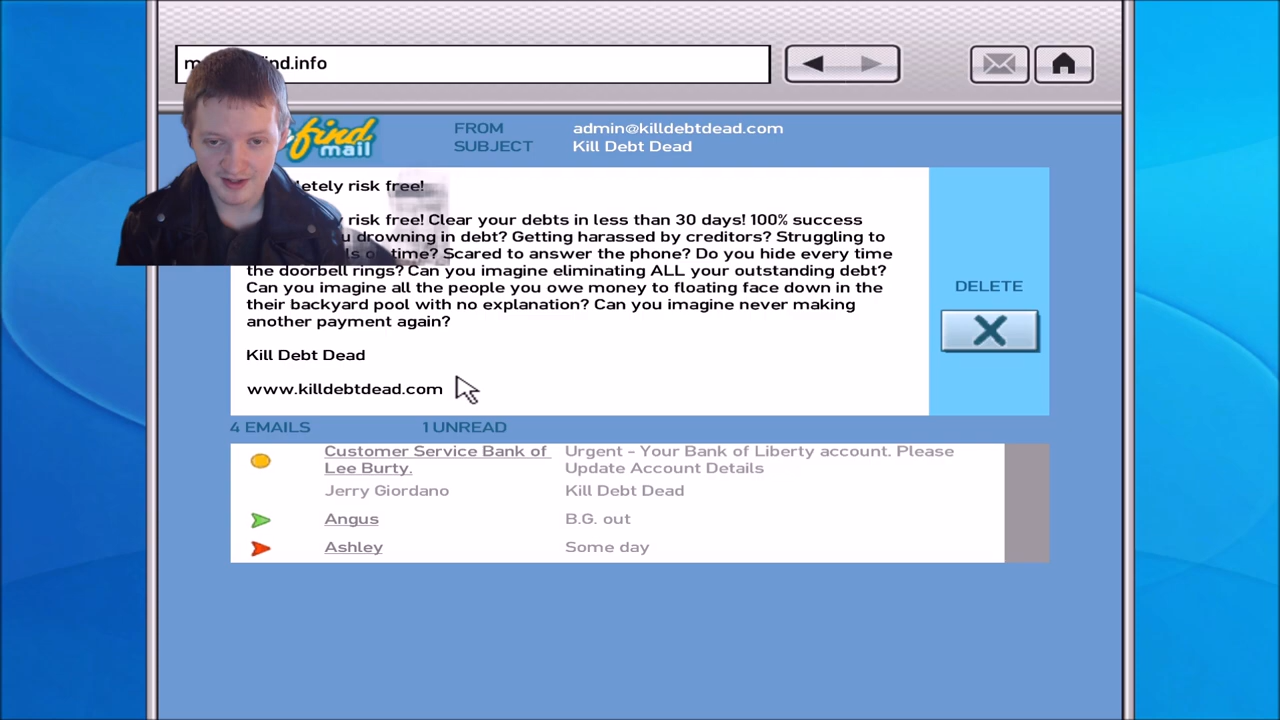 find.info
find
mail
FROM admin@killdebtdead.com
SUBJECT Kill Debt Dead
risk free!
risk free! Clear your debts in less than 30 days! 100% success
drowning in debt? Getting harassed by creditors? Struggling to
time? Scared to answer the phone? Do you hide every time
the doorbell rings? Can you imagine eliminating ALL your outstanding debt?
Can you imagine all the people you owe money to floating face down in the
their backyard pool with no explanation? Can you imagine never making
another payment again?
Kill Debt Dead
www.killdebtdead.com
DELETE
4 EMAILS 1 UNREAD
Customer Service Bank of Urgent - Your Bank of Liberty account. Please
Lee Burty. Update Account Details
Jerry Giordano Kill Debt Dead
Angus B.G. out
Ashley Some day